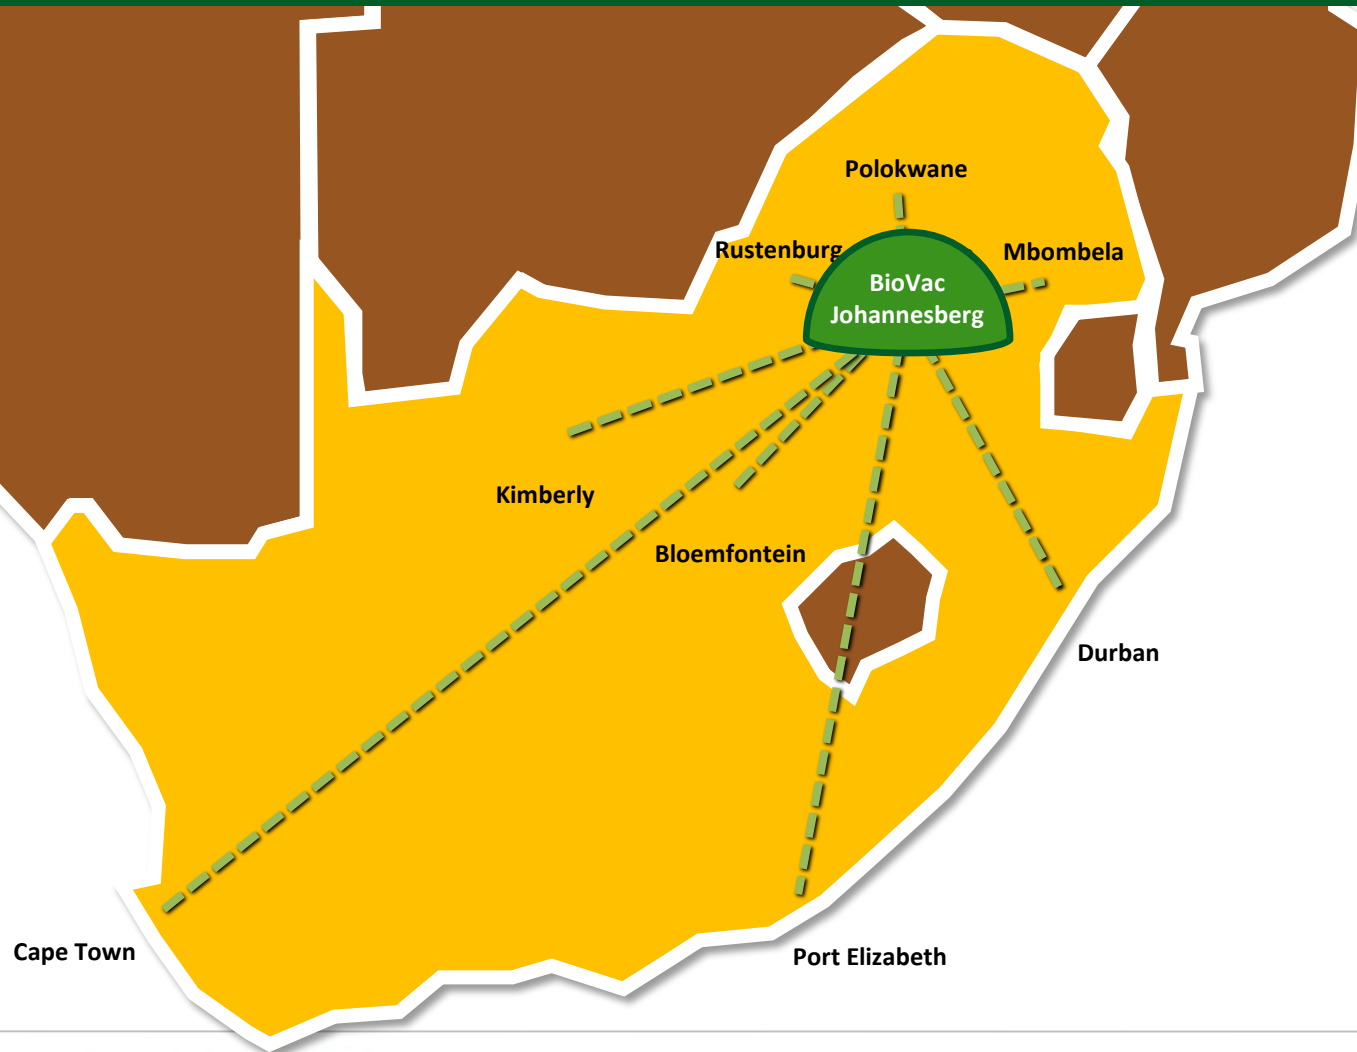 Polokwane
Rustenburg
Mbombela
BioVac
Johannesberg
Kimberly
Bloemfontein
Durban
Cape Town
Port Elizabeth